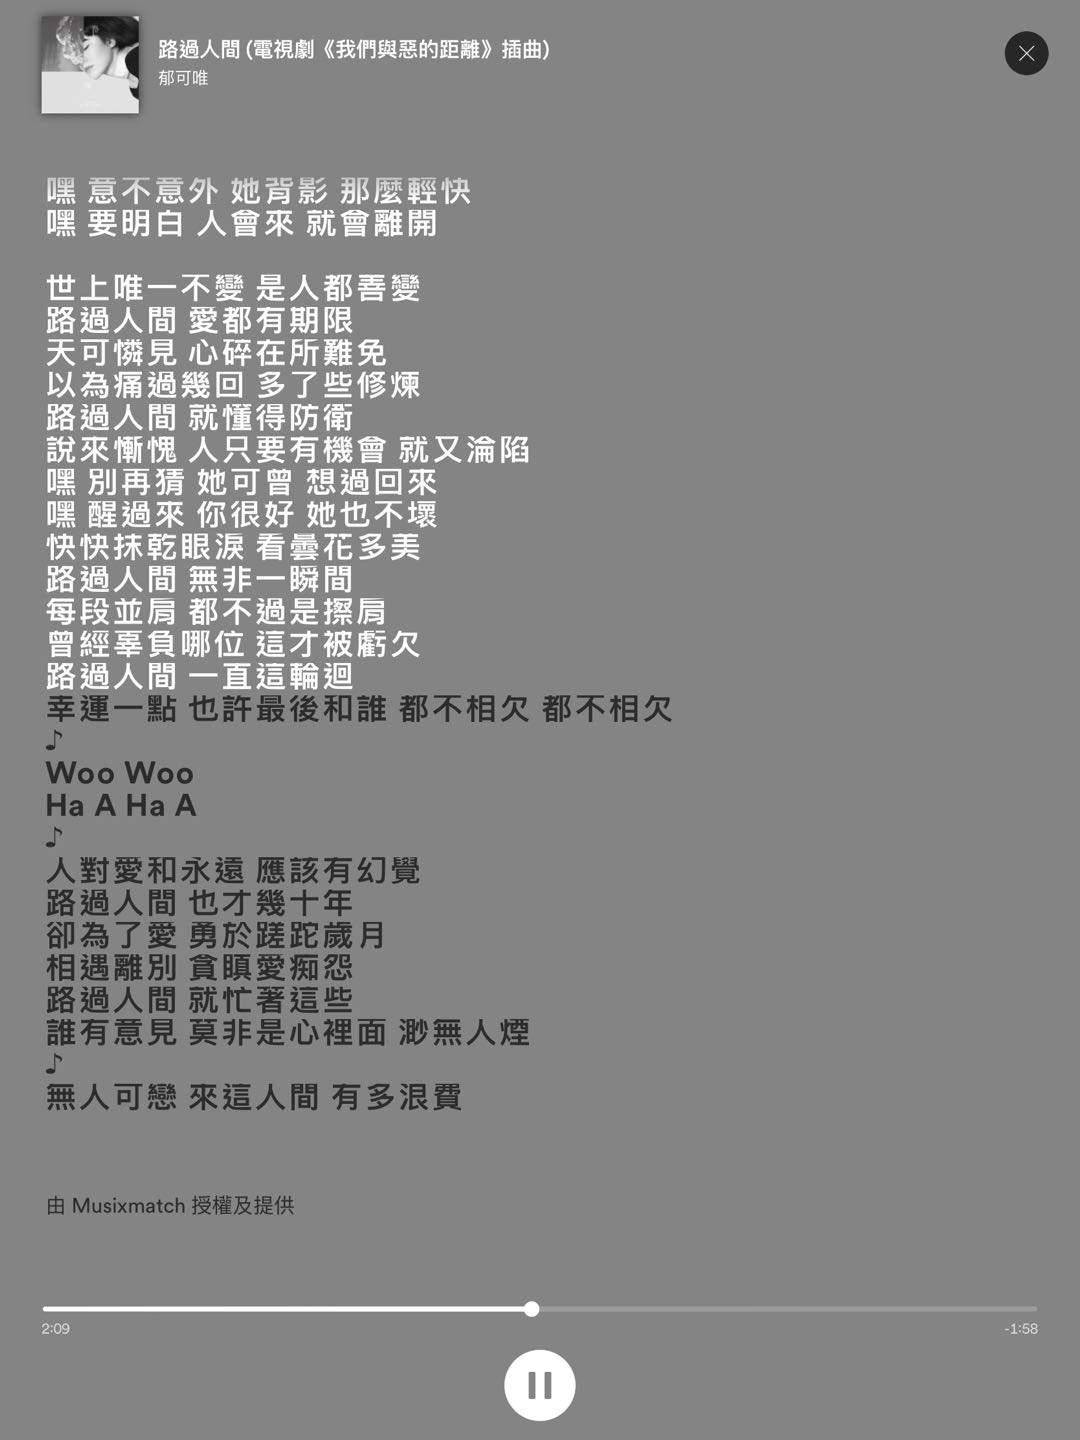 路過人間 (電視劇《我們與惡的距離》插曲)
郁可唯
嘿 意不意外 她背影 那麼輕快
嘿 要明白 人會來 就會離開
世上唯一不變 是人都善變
路過人間 愛都有期限
天可憐見 心碎在所難免
以為痛過幾回 多了些修煉
路過人間 就懂得防衛
說來慚愧 人只要有機會 就又淪陷
嘿 別再猜 她可曾 想過回來
嘿 醒過來 你很好 她也不壞
快快抹乾眼淚 看曇花多美
路過人間 無非一瞬間
每段並肩 都不過是擦肩
曾經辜負哪位 這才被虧欠
路過人間 一直這輪迴
幸運一點 也許最後和誰 都不相欠 都不相欠
♪
Woo Woo
Ha A Ha A
♪
人對愛和永遠 應該有幻覺
路過人間 也才幾十年
卻為了愛 勇於蹉跎歲月
相遇離別 貪瞋愛痴怨
路過人間 就忙著這些
誰有意見 莫非是心裡面 渺無人煙
♪
無人可戀 來這人間 有多浪費
由 Musixmatch 授權及提供
2:09
-1:58